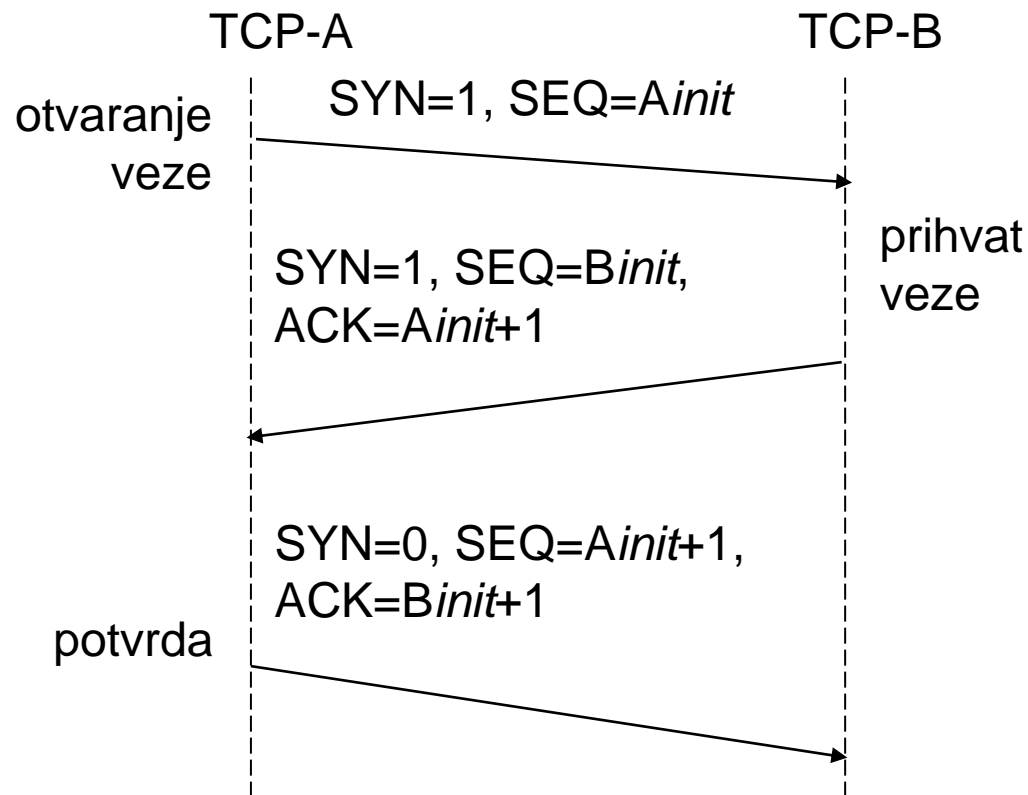 TCP-A
TCP-B
SYN=1, SEQ=Ainit
otvaranje
veze
prihvat
veze
SYN=1, SEQ=Binit,
ACK=Ainit+1
SYN=0, SEQ=Ainit+1,
ACK=Binit+1
potvrda